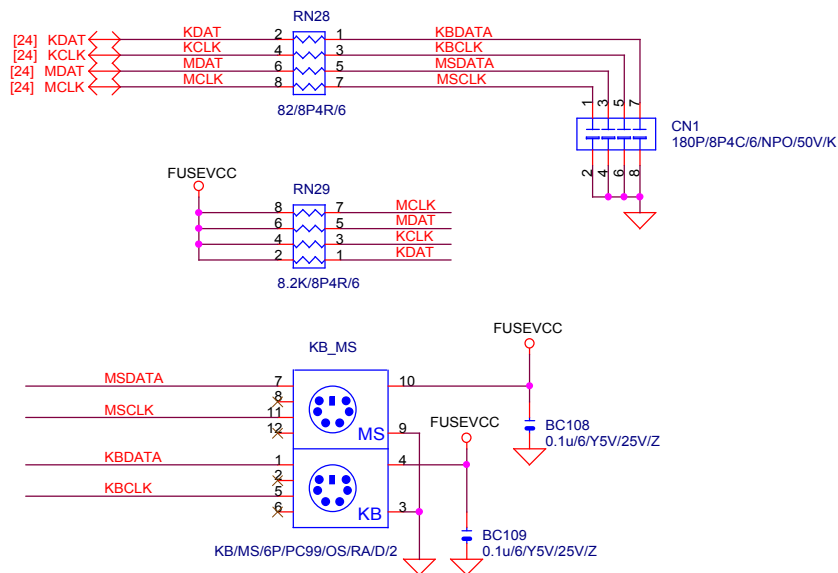 RN28
[24] KDAT KDAT 2 1 KBDATA
[24] KCLK KCLK 4 3 KBCLK
[24] MDAT MDAT 6 5 MSDATA
[24] MCLK MCLK 8 7 MSCLK
82/8P4R/6
1 3 5 7
CN1
180P/8P4C/6/NPO/50V/K
2 4 6 8
FUSEVCC
RN29
8 7 MCLK
6 5 MDAT
4 3 KCLK
2 1 KDAT
8.2K/8P4R/6
FUSEVCC
KB_MS
MSDATA 7 10
8
MSCLK 11
12 MS 9
FUSEVCC
BC108
0.1u/6/Y5V/25V/Z
KBDATA 1 4
2
KBCLK 5
6 KB 3
BC109
0.1u/6/Y5V/25V/Z
KB/MS/6P/PC99/OS/RA/D/2